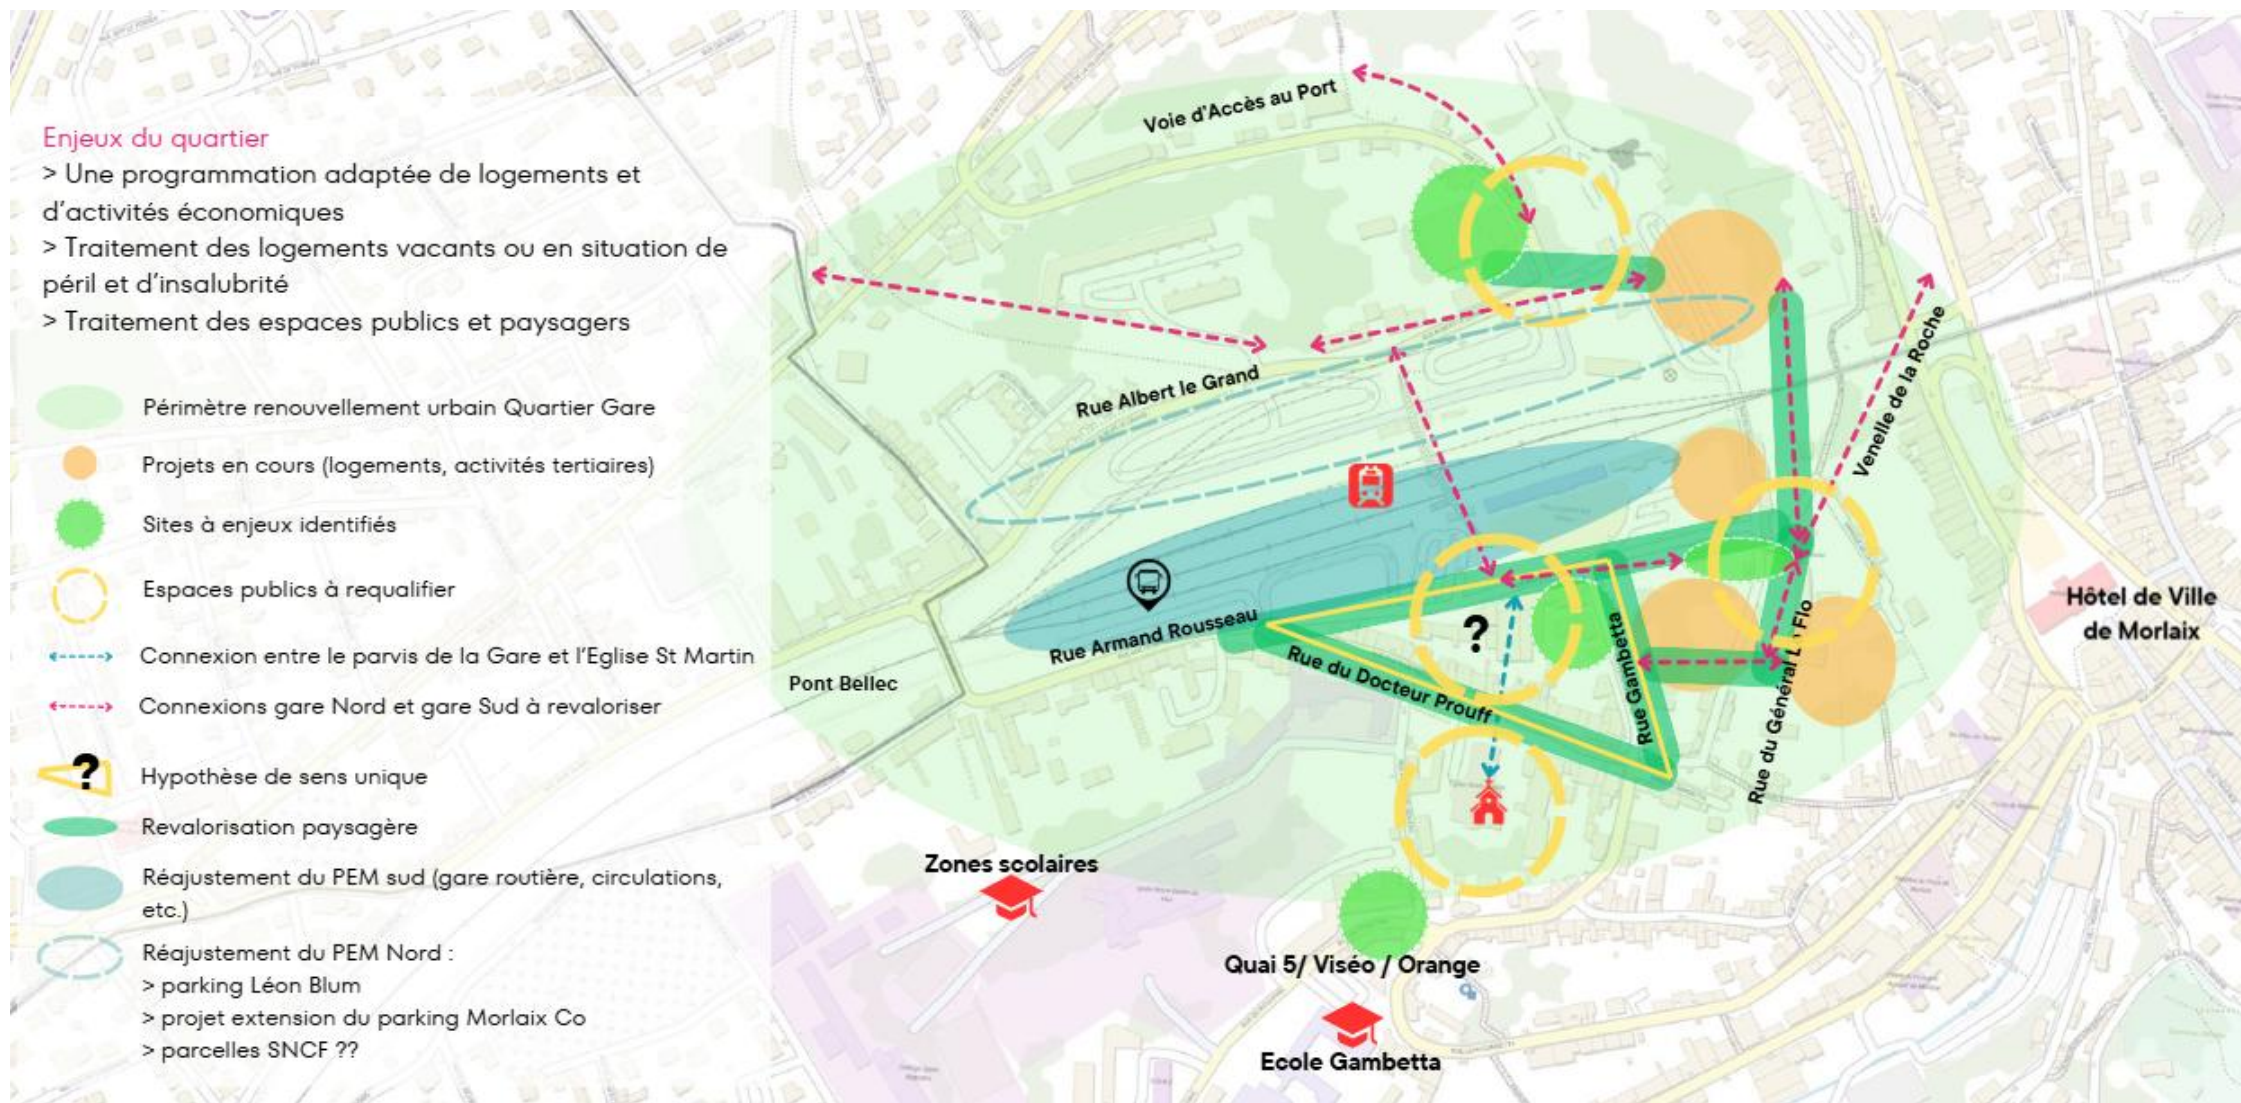 Enjeux du quartier
> Une programmation adaptée de logements et
d'activités économiques
> Traitement des logements vacants ou en situation de
péril et d'insalubrité
> Traitement des espaces publics et paysagers
Périmètre renouvellement urbain Quartier Gare
Projets en cours (logements, activités tertiaires)
Sites à enjeux identifiés
Espaces publics à requalifier
Connexion entre le parvis de la Gare et l'Eglise St Martin
Connexions gare Nord et gare Sud à revaloriser
?
Hypothèse de sens unique
Revalorisation paysagère
Réajustement du PEM sud (gare routière, circulations,
etc.)
Réajustement du PEM Nord :
> parking Léon Blum
> projet extension du parking Morlaix Co
> parcelles SNCF ??
Voie d'Accès au Port
Rue Albert le Grand
Venelle de la Roche
Rue Armand Rousseau
Pont Bellec
Rue du Docteur Prouff
?
Rue Gambetta
Rue du Général L Flo
Hôtel de Ville
de Morlaix
Zones scolaires
Quai 5/ Viséo / Orange
Ecole Gambetta